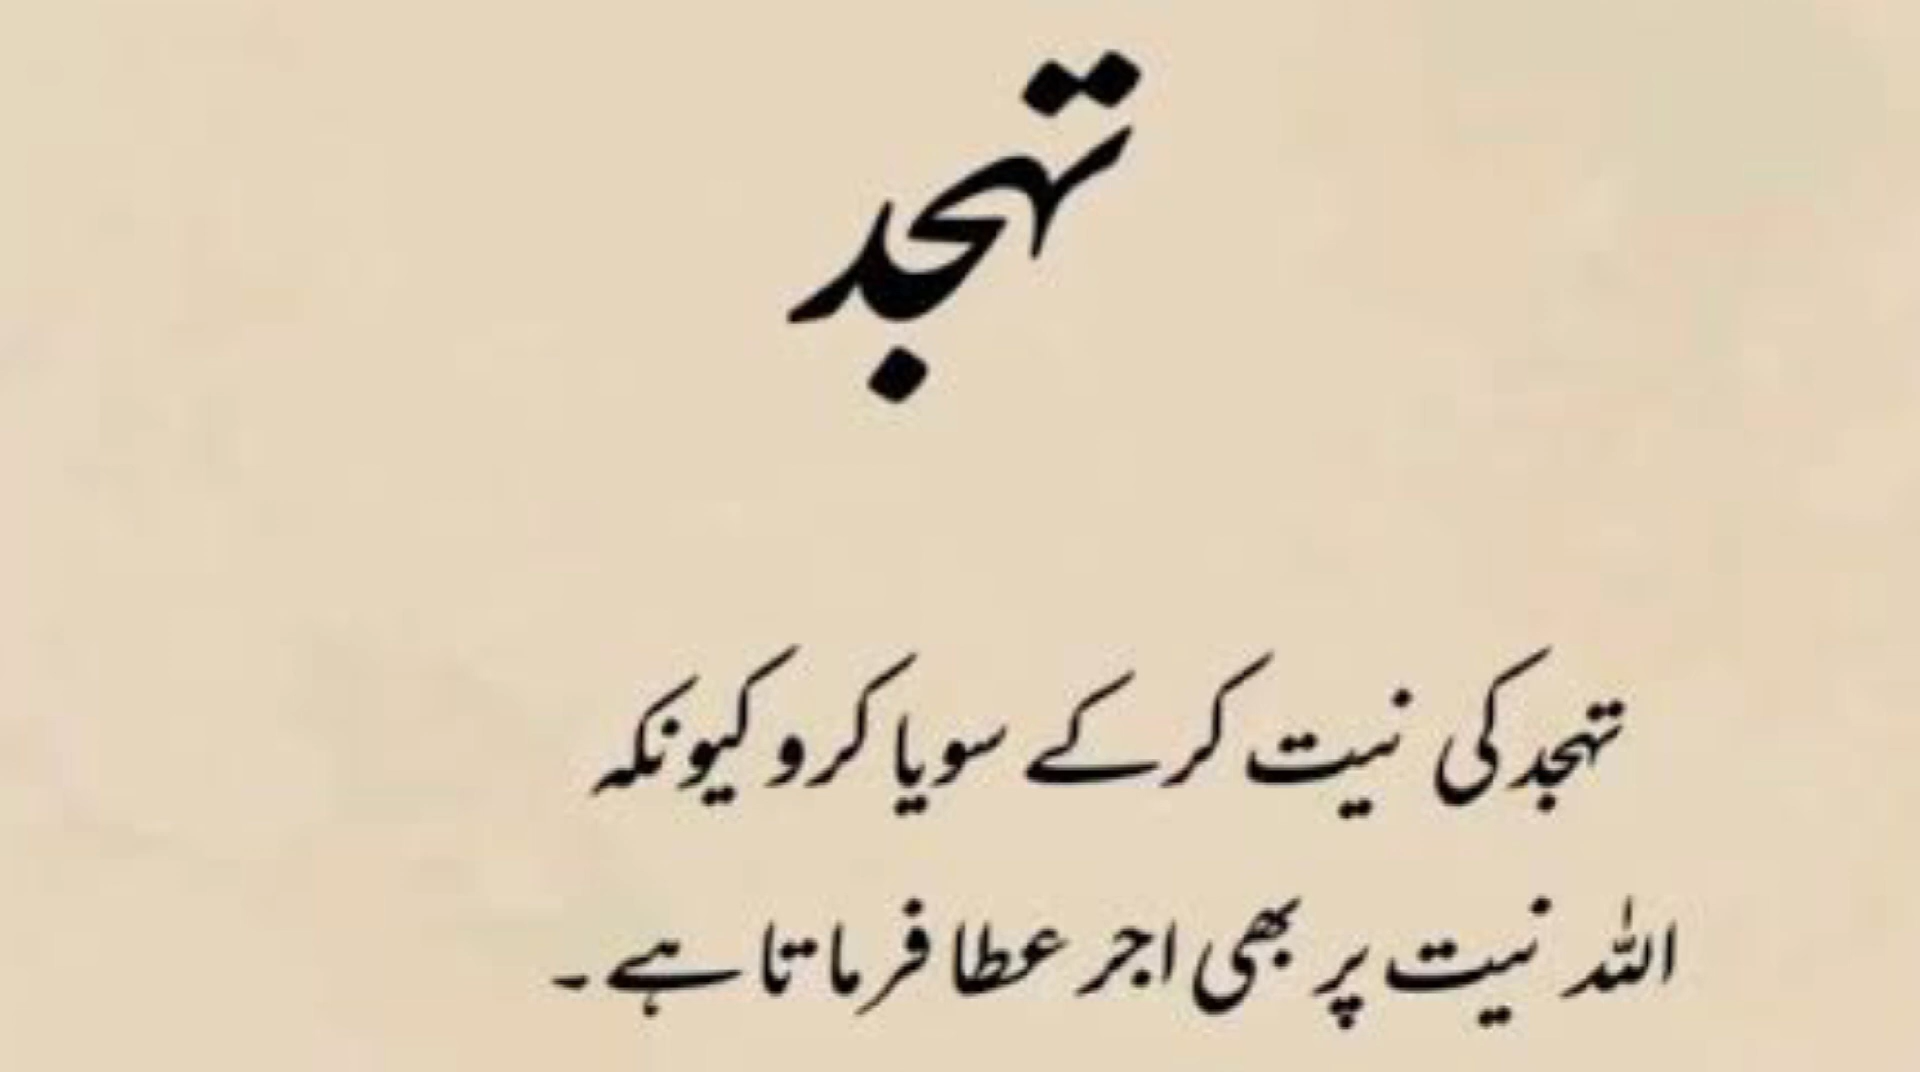 تہجد
تہجد کی نیت کر کے سویا کرو کیونکہ
اللہ نیت پر بھی اجر عطا فرماتا ہے۔